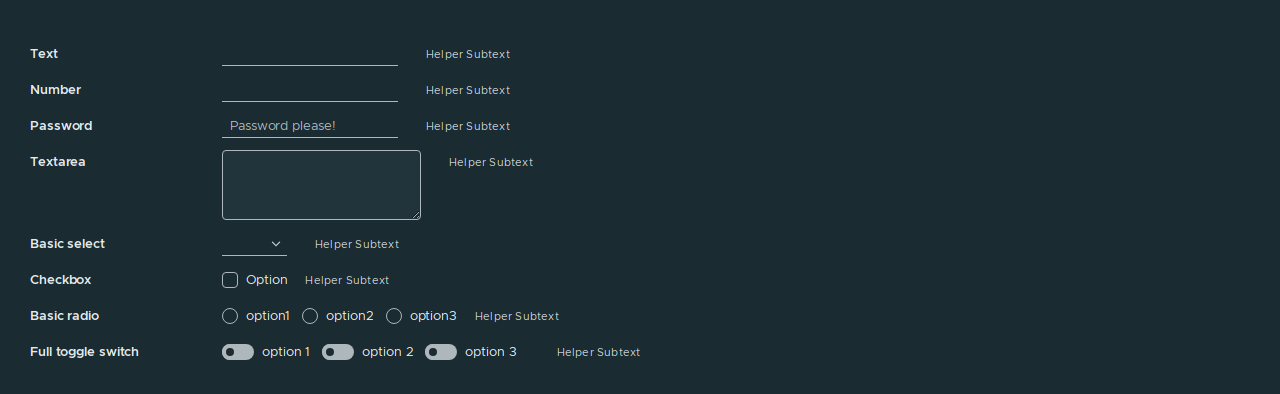 Text Helper Subtext
Number Helper Subtext
Password Password please! Helper Subtext
Textarea Helper Subtext
Basic select Helper Subtext
Checkbox Option Helper Subtext
Basic radio option1 option2 option3 Helper Subtext
Full toggle switch option 1 option 2 option 3 Helper Subtext